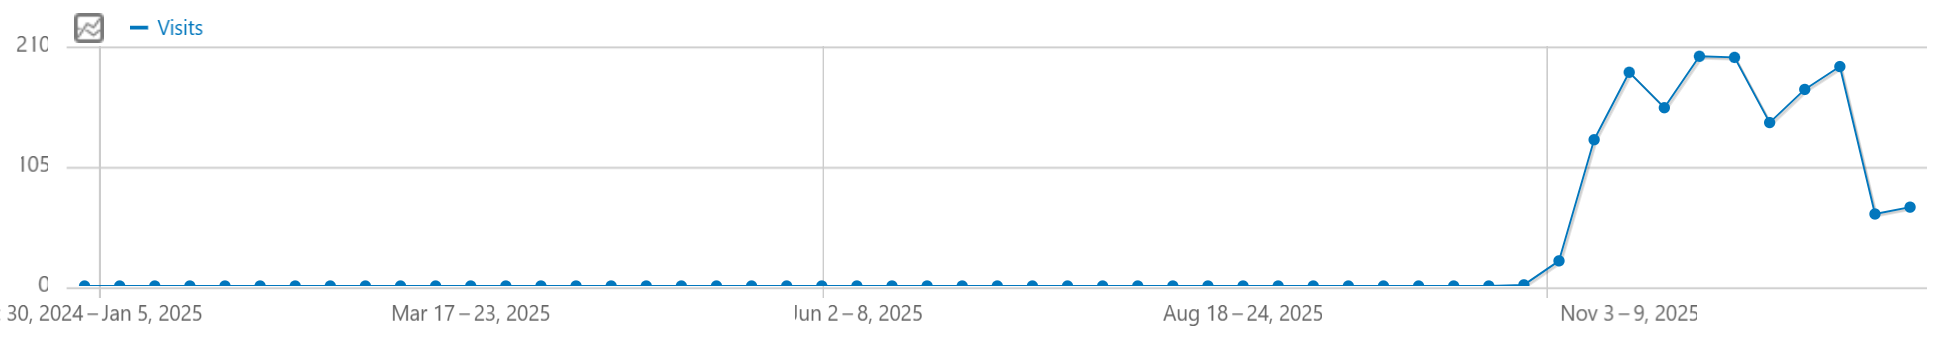 Visits
210
105
0
30, 2024 – Jan 5, 2025
Mar 17 – 23, 2025
Jun 2 – 8, 2025
Aug 18 – 24, 2025
Nov 3 – 9, 2025